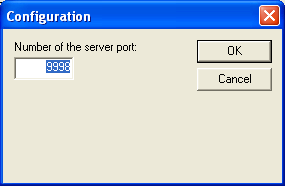 Configuration
Number of the server port:
OK
9998
Cancel